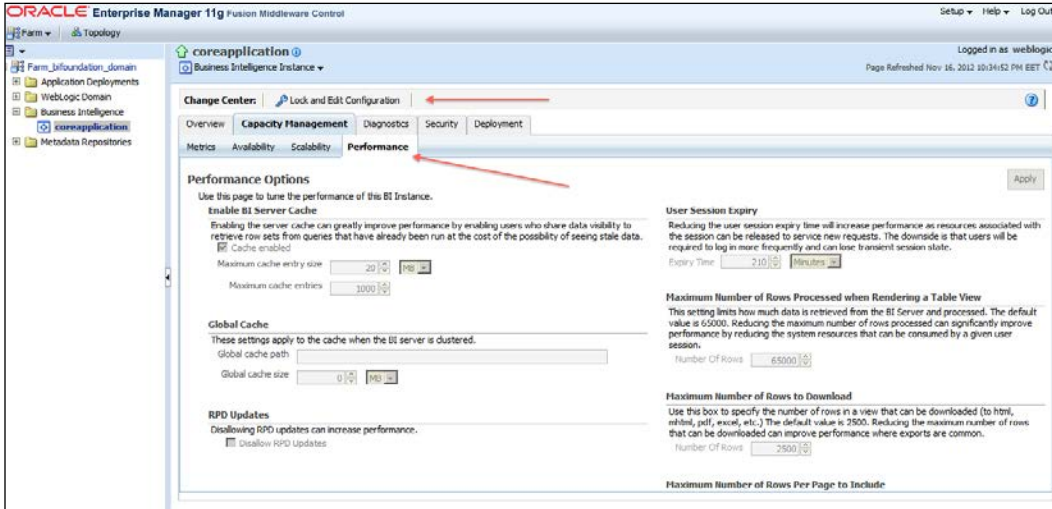 ORACLE Enterprise Manager 11g Fusion Middleware Control
Setup Help Log Out
Farm Topology
Farm_bifoundation_domain
Application Deployments
WebLogic Domain
Business Intelligence
coreapplication
Metadata Repositories
coreapplication
Logged in as weblogic
Business Intelligence Instance
Page Refreshed Nov 16, 2012 10:34:52 PM EET
Change Center: Lock and Edit Configuration
Overview Capacity Management Diagnostics Security Deployment
Metrics Availability Scalability Performance
Performance Options
Apply
Use this page to tune the performance of this BI Instance.
Enable BI Server Cache
Enabling the server cache can greatly improve performance by enabling users who share data visibility to
retrieve row sets from queries that have already been run at the cost of the possibility of seeing stale data.
Cache enabled
Maximum cache entry size 20 MB
Maximum cache entries 1000
Global Cache
These settings apply to the cache when the BI server is clustered.
Global cache path
Global cache size 0 MB
RPD Updates
Disallowing RPD updates can increase performance.
Disallow RPD Updates
User Session Expiry
Reducing the user session expiry time will increase performance as resources associated with
the session can be released to service new requests. The downside is that users will be
required to log in more frequently and can lose transient session state.
Expiry Time 210 Minutes
Maximum Number of Rows Processed when Rendering a Table View
This setting limits how much data is retrieved from the BI Server and processed. The default
value is 65000. Reducing the maximum number of rows processed can significantly improve
performance by reducing the system resources that can be consumed by a given user
session.
Number Of Rows 65000
Maximum Number of Rows to Download
Use this box to specify the number of rows in a view that can be downloaded (to html,
mhtml, pdf, excel, etc.) The default value is 2500. Reducing the maximum number of rows
that can be downloaded can improve performance where exports are common.
Number Of Rows 2500
Maximum Number of Rows Per Page to Include